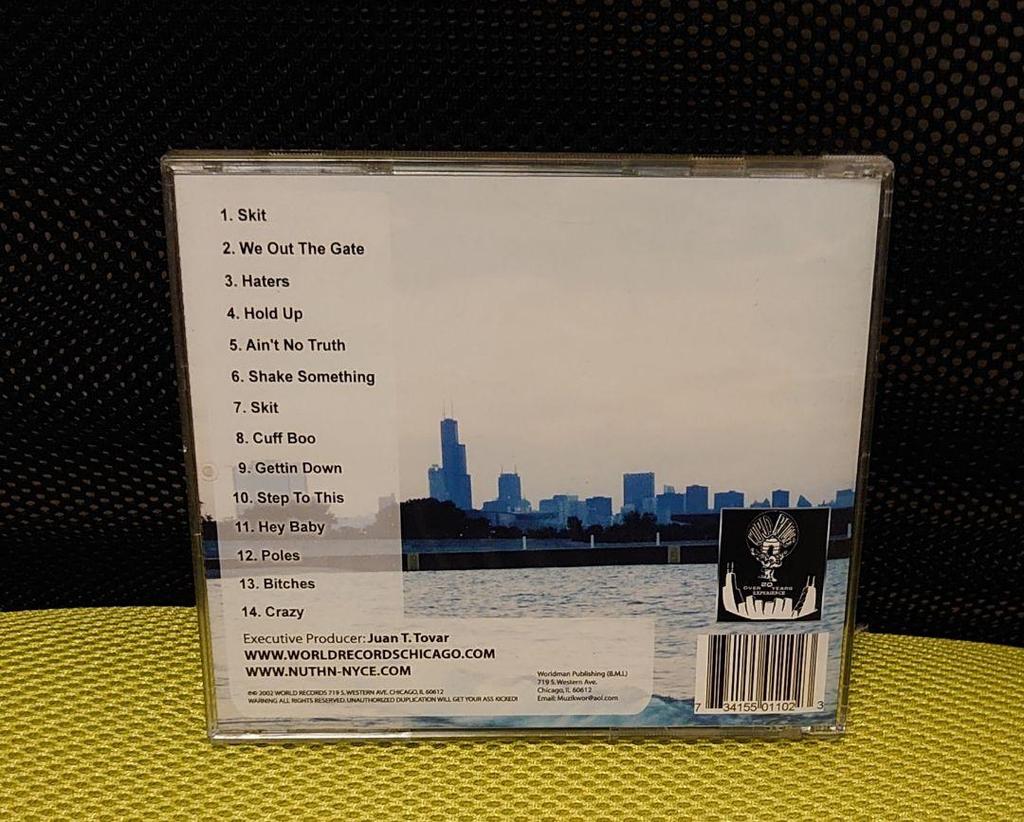 1. Skit
2. We Out The Gate
3. Haters
4. Hold Up
5. Ain't No Truth
6. Shake Something
7. Skit
8. Cuff Boo
9. Gettin Down
10. Step To This
11. Hey Baby
12. Poles
13. Bitches
14. Crazy
Executive Producer: Juan T. Tovar
WWW.WORLDRECORDSCHICAGO.COM
WWW.NUTHN-NYCE.COM
℗© 2002 WORLD RECORDS 719 S. WESTERN AVE. CHICAGO, IL 60612
WARNING ALL RIGHTS RESERVED. UNAUTHORIZED DUPLICATION WILL GET YOUR ASS KICKED!
Worldman Publishing (B.M.I.)
719 S. Western Ave.
Chicago, IL 60612
Email: Muzikwor@aol.com
20
OVER YEARS
EXPERIENCE
7 34155 01102 3